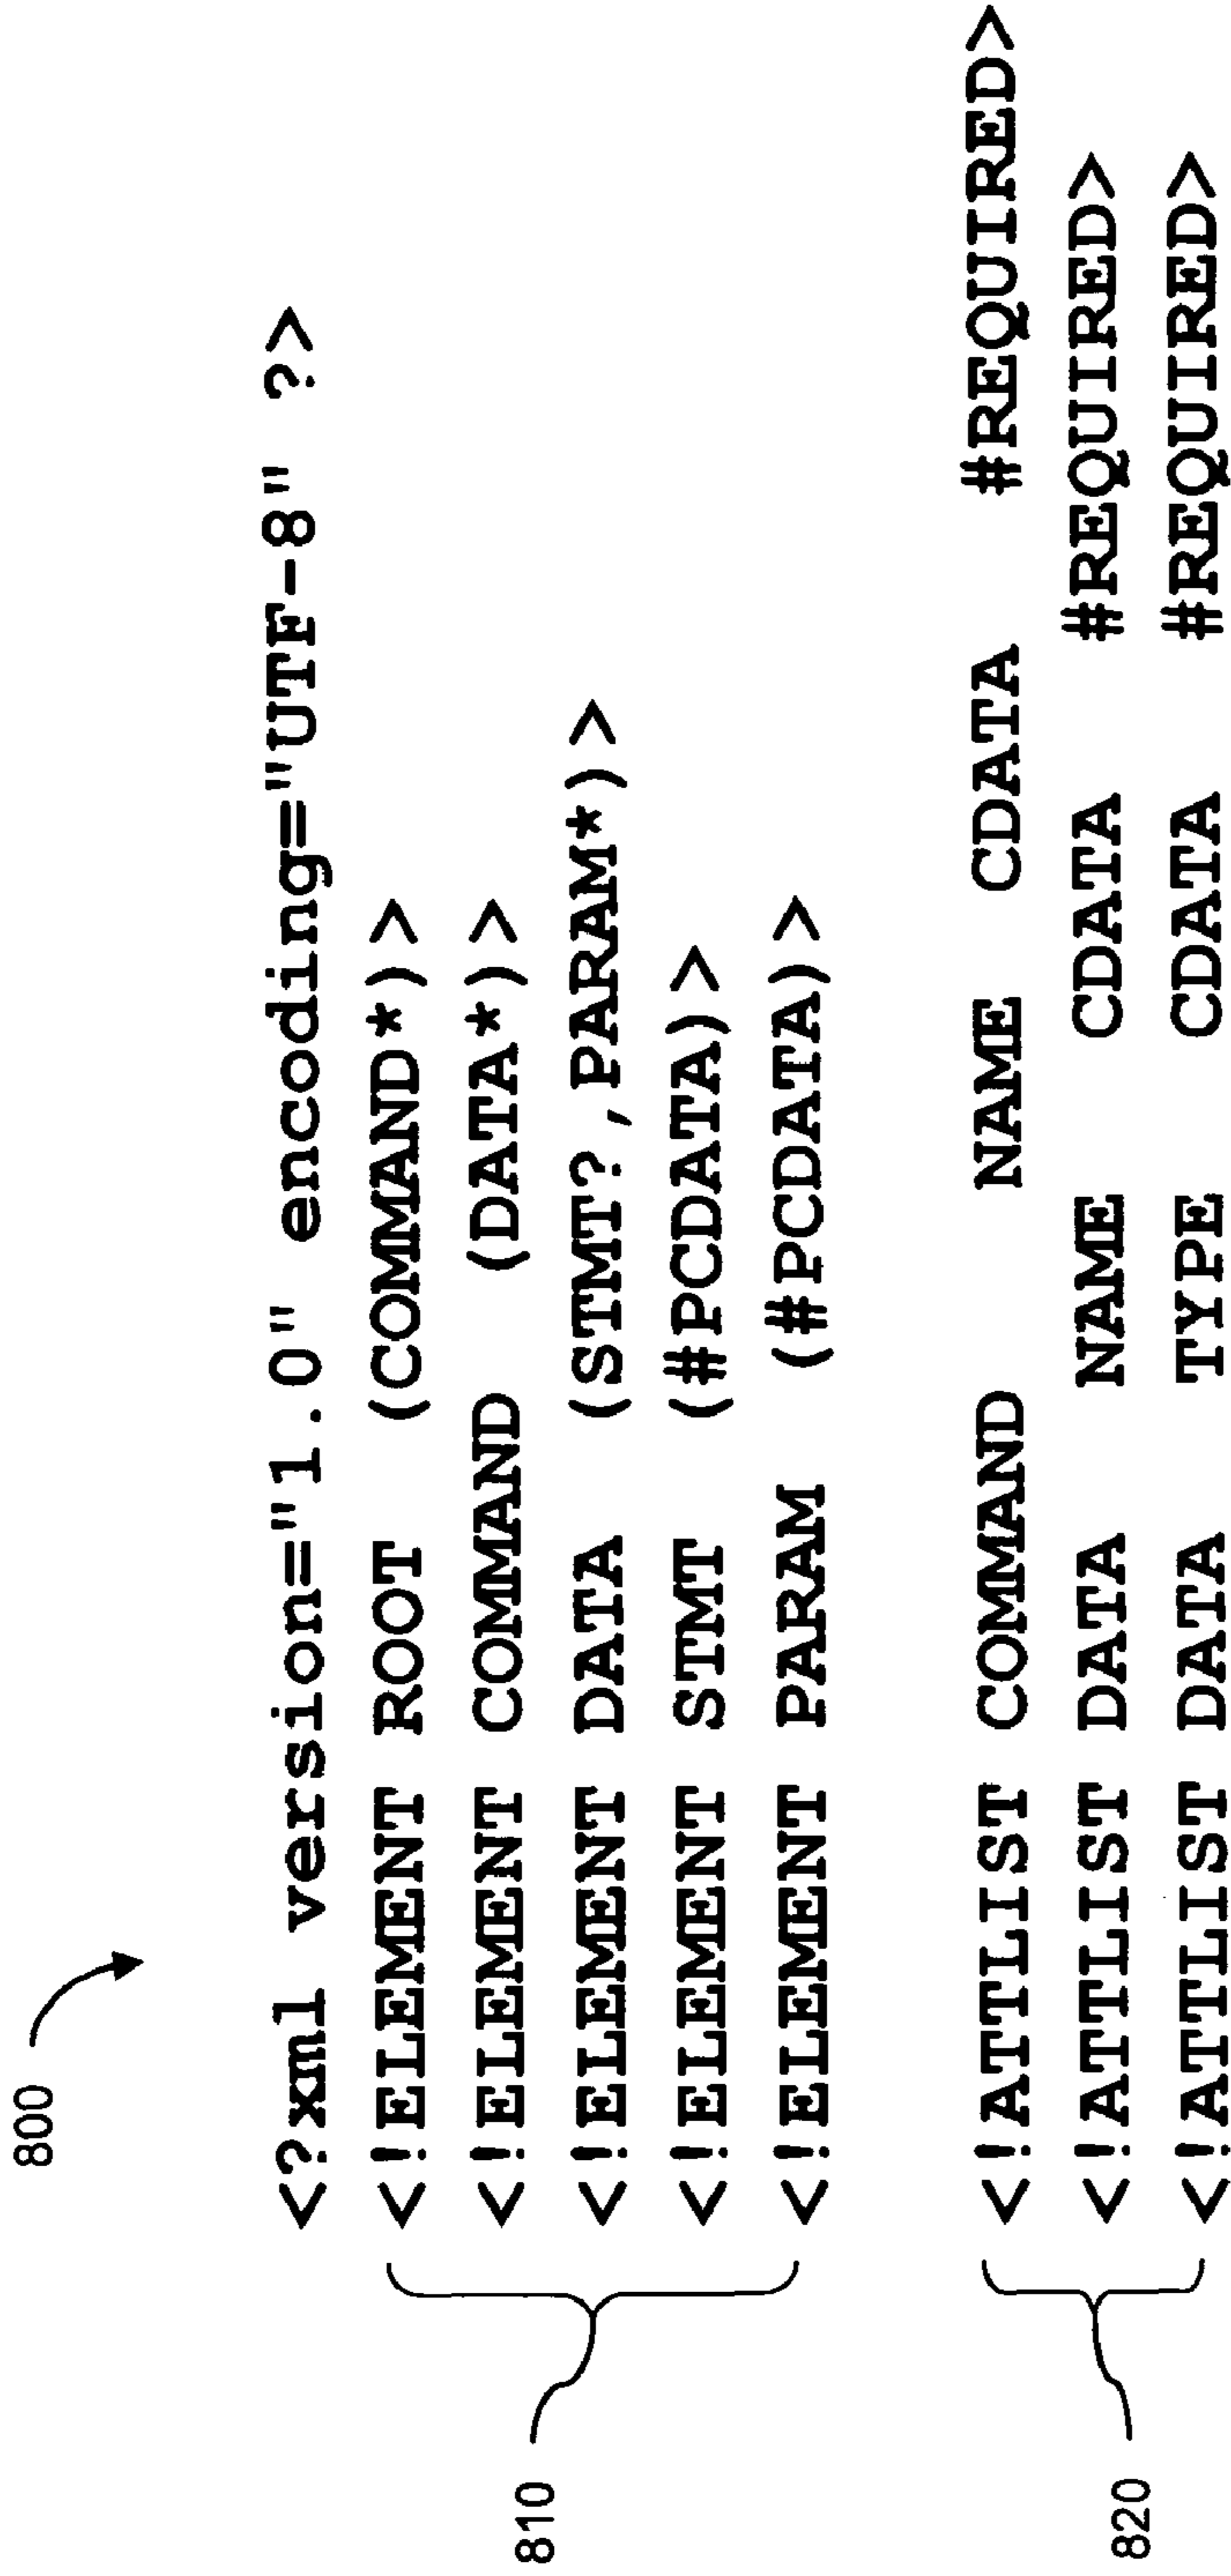 800
<?xml version="1.0" encoding="UTF-8" ?>
<!ELEMENT ROOT (COMMAND*)>
<!ELEMENT COMMAND (DATA*)>
<!ELEMENT DATA (STMT?,PARAM*)>
<!ELEMENT STMT (#PCDATA)>
<!ELEMENT PARAM (#PCDATA)>
810
<!ATTLIST COMMAND NAME CDATA #REQUIRED>
<!ATTLIST DATA NAME CDATA #REQUIRED>
<!ATTLIST DATA TYPE CDATA #REQUIRED>
820